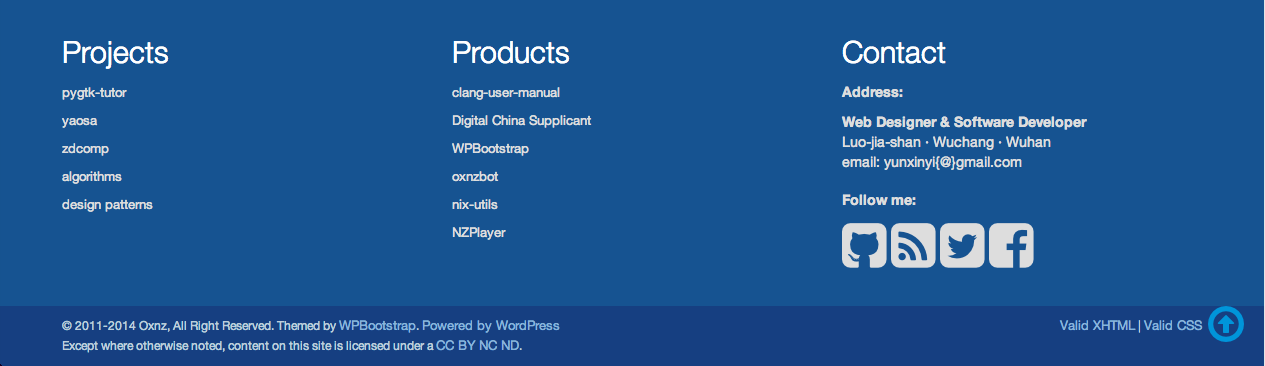 Projects
pygtk-tutor
yaosa
zdcomp
algorithms
design patterns
Products
clang-user-manual
Digital China Supplicant
WPBootstrap
oxnzbot
nix-utils
NZPlayer
Contact
Address:
Web Designer & Software Developer
Luo-jia-shan · Wuchang · Wuhan
email: yunxinyi{@}gmail.com
Follow me:
© 2011-2014 Oxnz, All Right Reserved. Themed by WPBootstrap. Powered by WordPress
Except where otherwise noted, content on this site is licensed under a CC BY NC ND.
Valid XHTML | Valid CSS